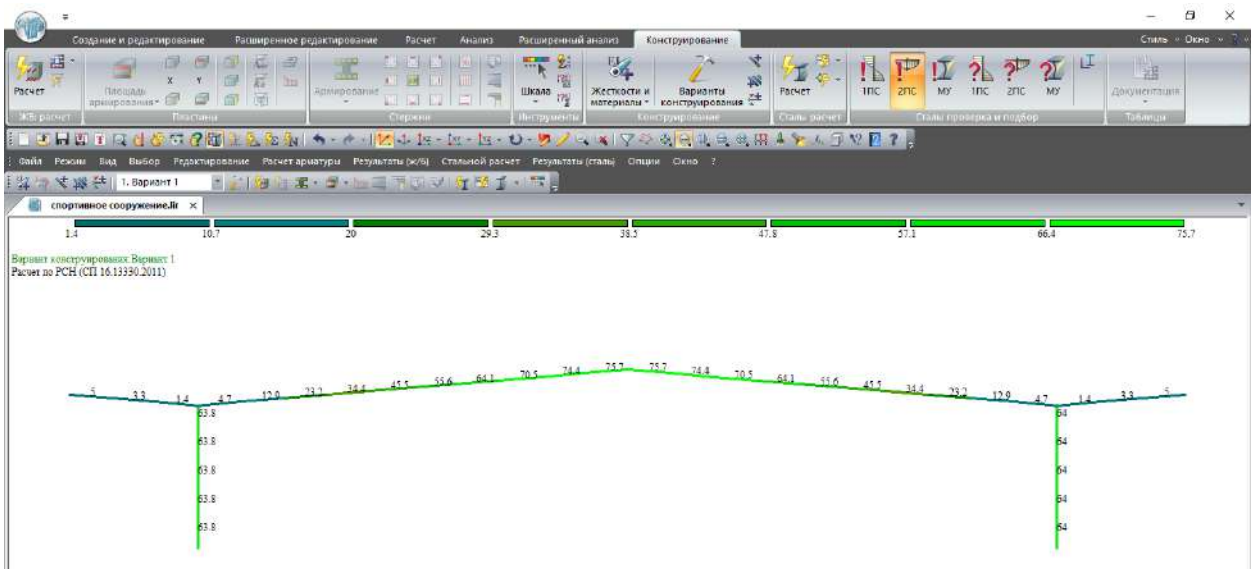 Создание и редактирование Расширенное редактирование Расчет Анализ Расширенный анализ Конструирование Стиль Окно
Расчет Площадь армирования X Y Армирование Шкала Жесткости и материалы Варианты конструирования Расчет 1ПС 2ПС МУ 1ПС 2ПС МУ Документация
ЖБ: расчет Пластины Стержни Инструменты Конструирование Сталь: расчет Сталь: проверка и подбор Таблицы
Файл Режим Вид Выбор Редактирование Расчет арматуры Результаты (ж/б) Стальной расчет Результаты (сталь) Опции Окно ?
1. Вариант 1
спортивное сооружение.lir
1.4 10.7 20 29.3 38.5 47.8 57.1 66.4 75.7
Вариант конструирования:Вариант 1
Расчет по РСН (СП 16.13330.2011)
5 3.3 1.4 4.7 12.9 23.2 34.4 45.5 55.6 64.1 70.5 74.4 75.7 75.7 74.4 70.5 64.1 55.6 45.5 34.4 23.2 12.9 4.7 1.4 3.3 5
63.8 64
63.8 64
63.8 64
63.8 64
63.8 64